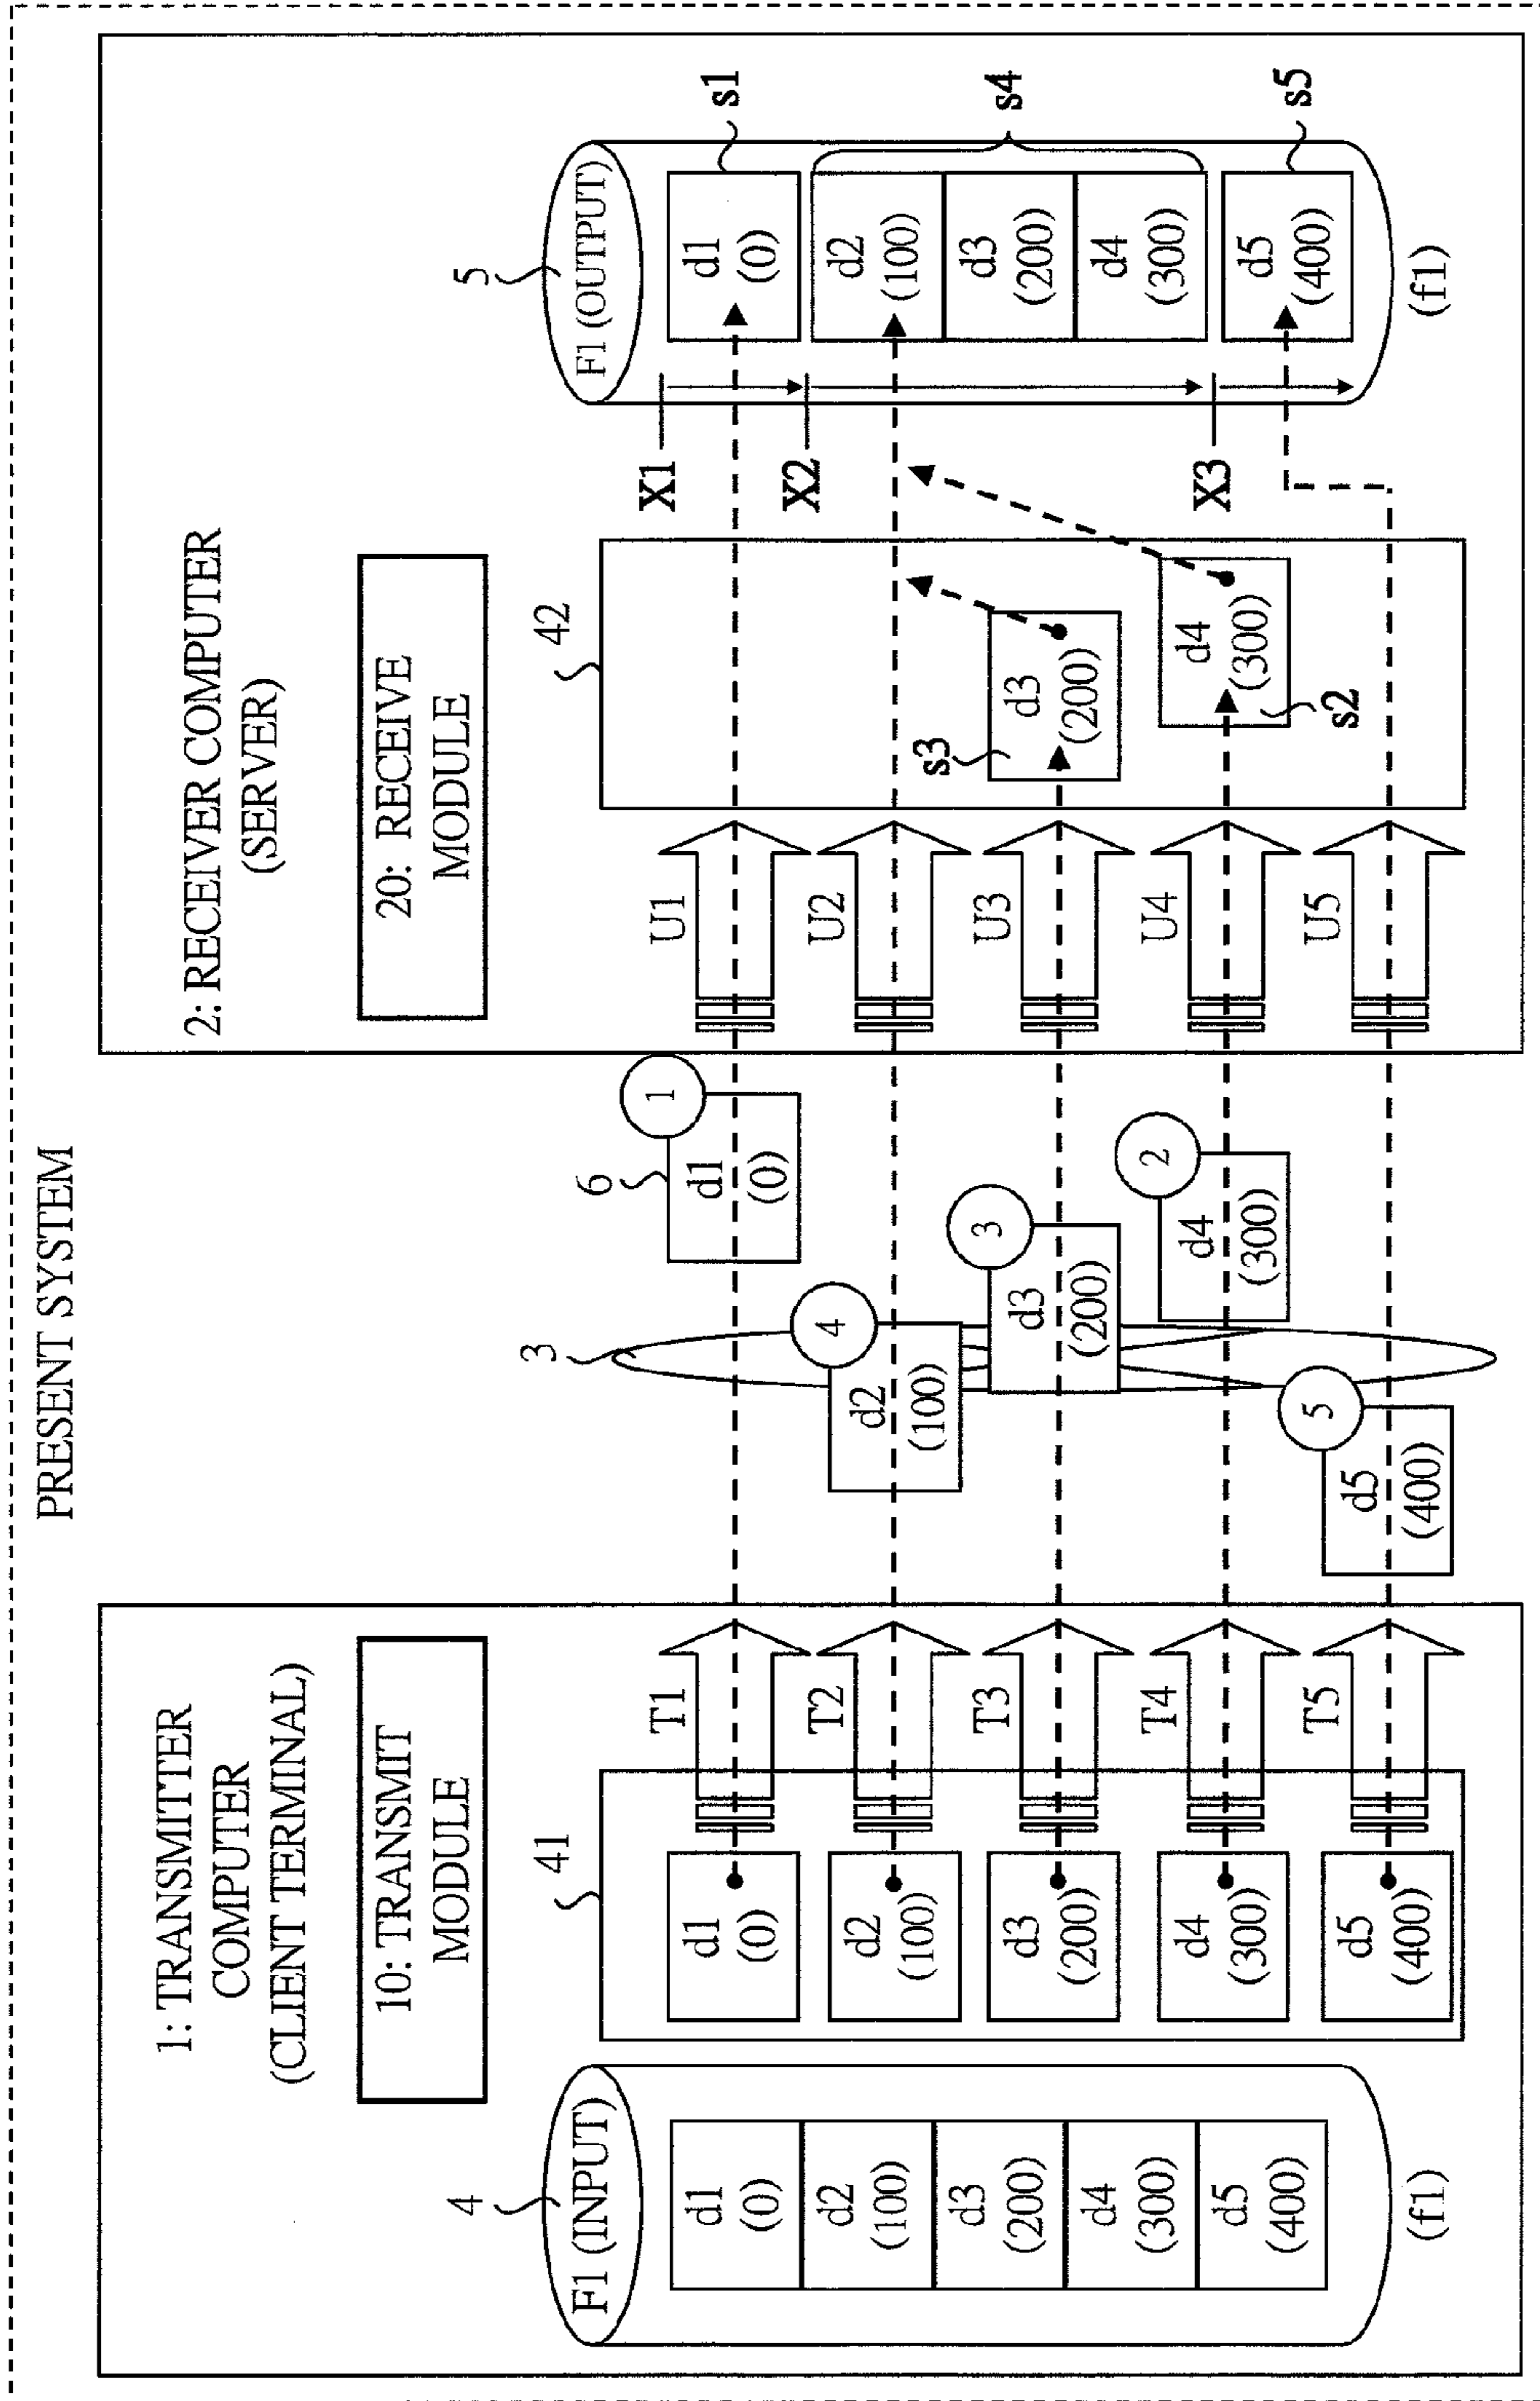 PRESENT SYSTEM
1: TRANSMITTER
COMPUTER
(CLIENT TERMINAL)
10: TRANSMIT
MODULE
4
F1 (INPUT)
d1
(0)
d2
(100)
d3
(200)
d4
(300)
d5
(400)
(f1)
41
d1
(0)
d2
(100)
d3
(200)
d4
(300)
d5
(400)
T1
T2
T3
T4
T5
3
6
1
d1
(0)
4
d2
(100)
3
d3
(200)
2
d4
(300)
5
d5
(400)
2: RECEIVER COMPUTER
(SERVER)
20: RECEIVE
MODULE
U1
U2
U3
U4
U5
42
s3
d3
(200)
d4
(300)
s2
X1
X2
X3
5
F1 (OUTPUT)
d1
(0)
d2
(100)
d3
(200)
d4
(300)
d5
(400)
(f1)
s1
s4
s5